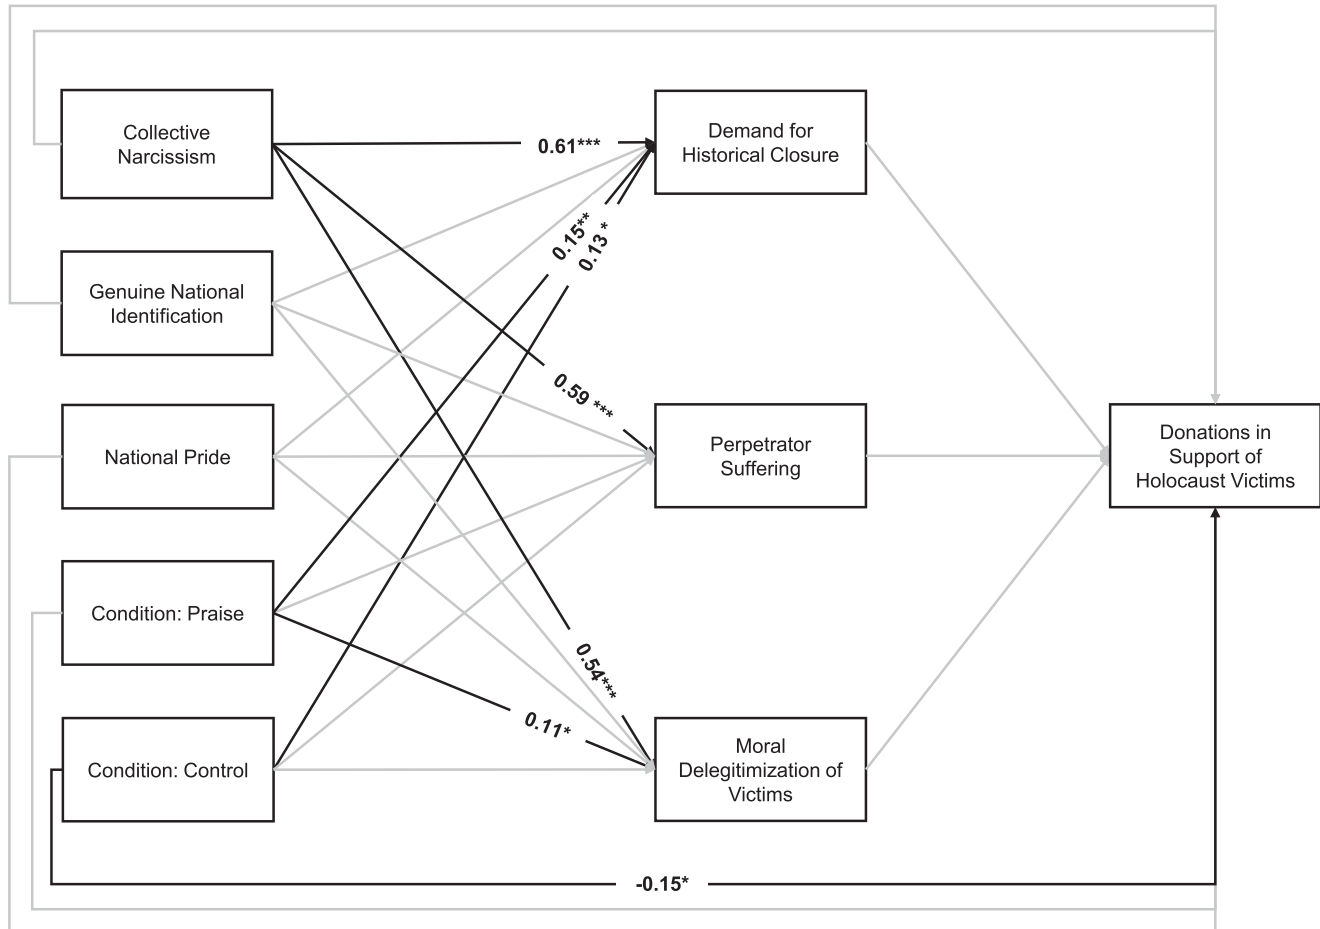 Collective
Narcissism
Demand for
Historical Closure
0.61***
0.15**
0.13 *
Genuine National
Identification
0.59 ***
National Pride
Perpetrator
Suffering
Donations in
Support of
Holocaust Victims
Condition: Praise
0.54***
0.11*
Condition: Control
Moral
Delegitimization of
Victims
-0.15*